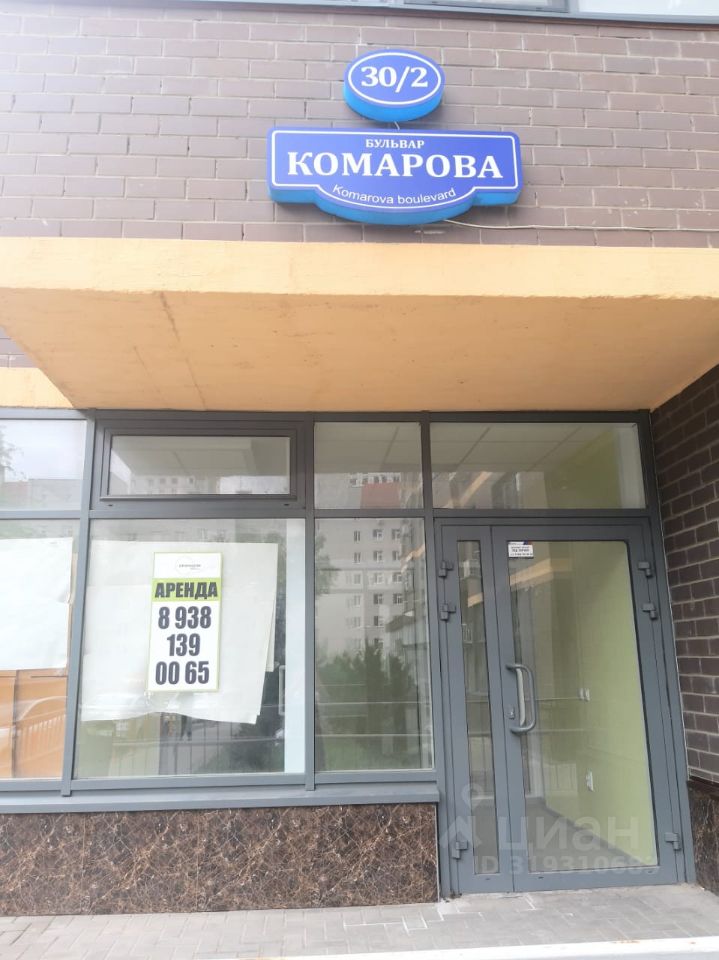 30/2
БУЛЬВАР
КОМАРОВА
Komarova boulevard
АРЕНДА
8 938
139
00 65
циан